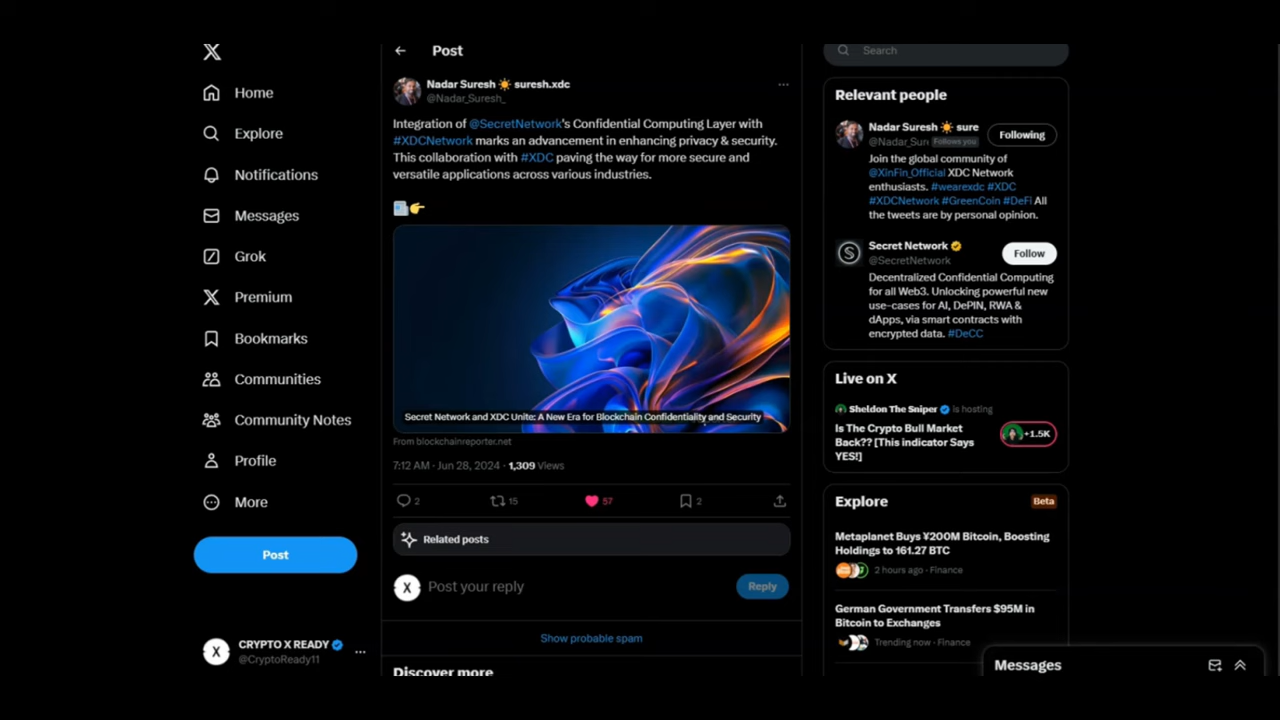 Home
Explore
Notifications
Messages
Grok
Premium
Bookmarks
Communities
Community Notes
Profile
More
Post
CRYPTO X READY
@CryptoReady11
Post
Nadar Suresh ☀️ suresh.xdc
@Nadar_Suresh_
Integration of @SecretNetwork's Confidential Computing Layer with
#XDCNetwork marks an advancement in enhancing privacy & security.
This collaboration with #XDC paving the way for more secure and
versatile applications across various industries.
Secret Network and XDC Unite: A New Era for Blockchain Confidentiality and Security
From blockchainreporter.net
7:12 AM · Jun 28, 2024 · 1,309 Views
2 15 57 2
Related posts
Post your reply
Reply
Show probable spam
Discover more
Search
Relevant people
Nadar Suresh ☀️ sure
@Nadar_Sun Follows you
Following
Join the global community of
@XinFin_Official XDC Network
enthusiasts. #wearexdc #XDC
#XDCNetwork #GreenCoin #DeFi All
the tweets are by personal opinion.
Secret Network
@SecretNetwork
Follow
Decentralized Confidential Computing
for all Web3. Unlocking powerful new
use-cases for AI, DePIN, RWA &
dApps, via smart contracts with
encrypted data. #DeCC
Live on X
Sheldon The Sniper is hosting
Is The Crypto Bull Market
Back?? [This indicator Says
YES!]
+1.5K
Explore
Beta
Metaplanet Buys ¥200M Bitcoin, Boosting
Holdings to 161.27 BTC
2 hours ago · Finance
German Government Transfers $95M in
Bitcoin to Exchanges
Trending now · Finance
Messages